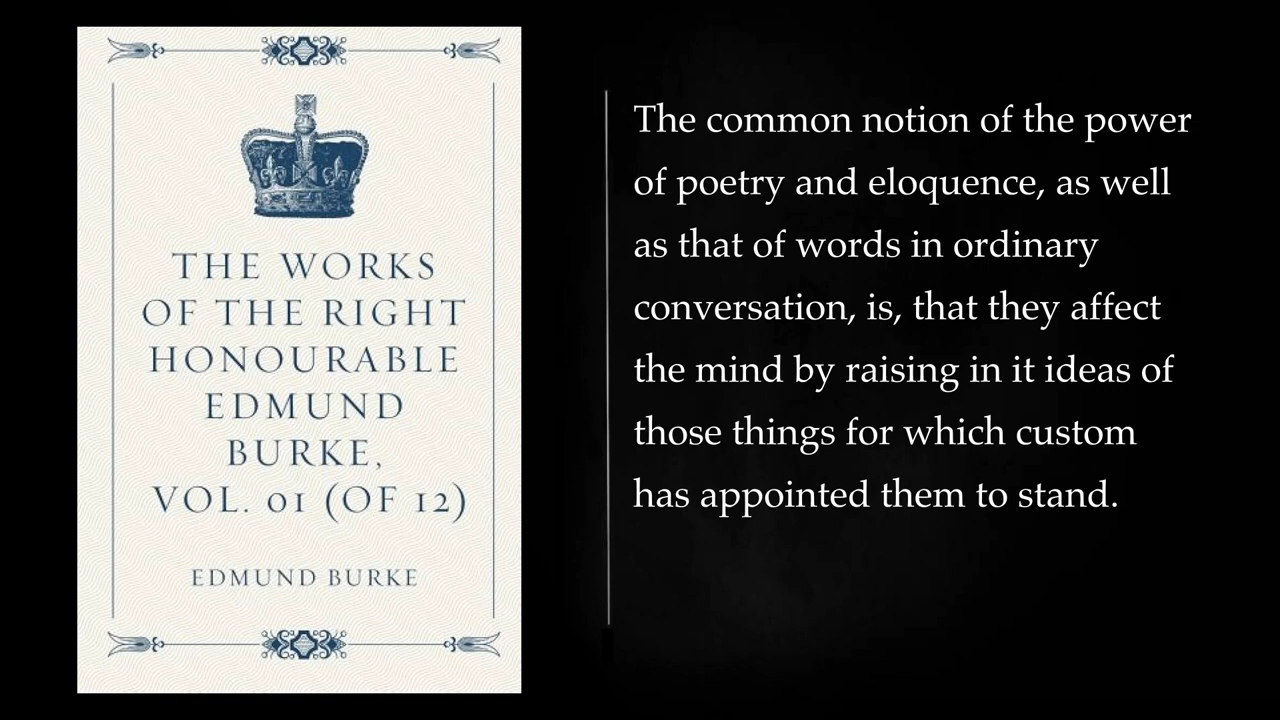 THE WORKS
OF THE RIGHT
HONOURABLE
EDMUND
BURKE,
VOL. 01 (OF 12)
EDMUND BURKE
The common notion of the power
of poetry and eloquence, as well
as that of words in ordinary
conversation, is, that they affect
the mind by raising in it ideas of
those things for which custom
has appointed them to stand.